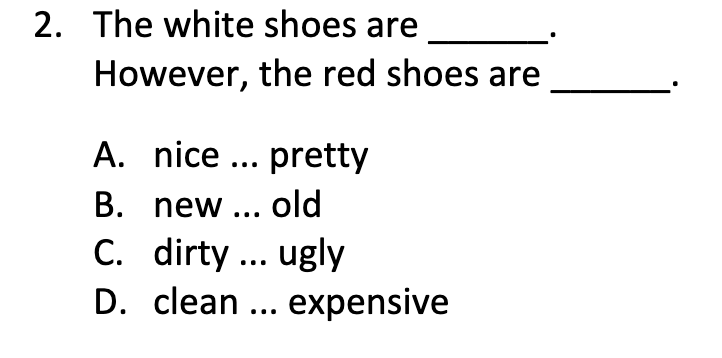 2. The white shoes are ______.
However, the red shoes are ______.
A. nice ... pretty
B. new ... old
C. dirty ... ugly
D. clean ... expensive